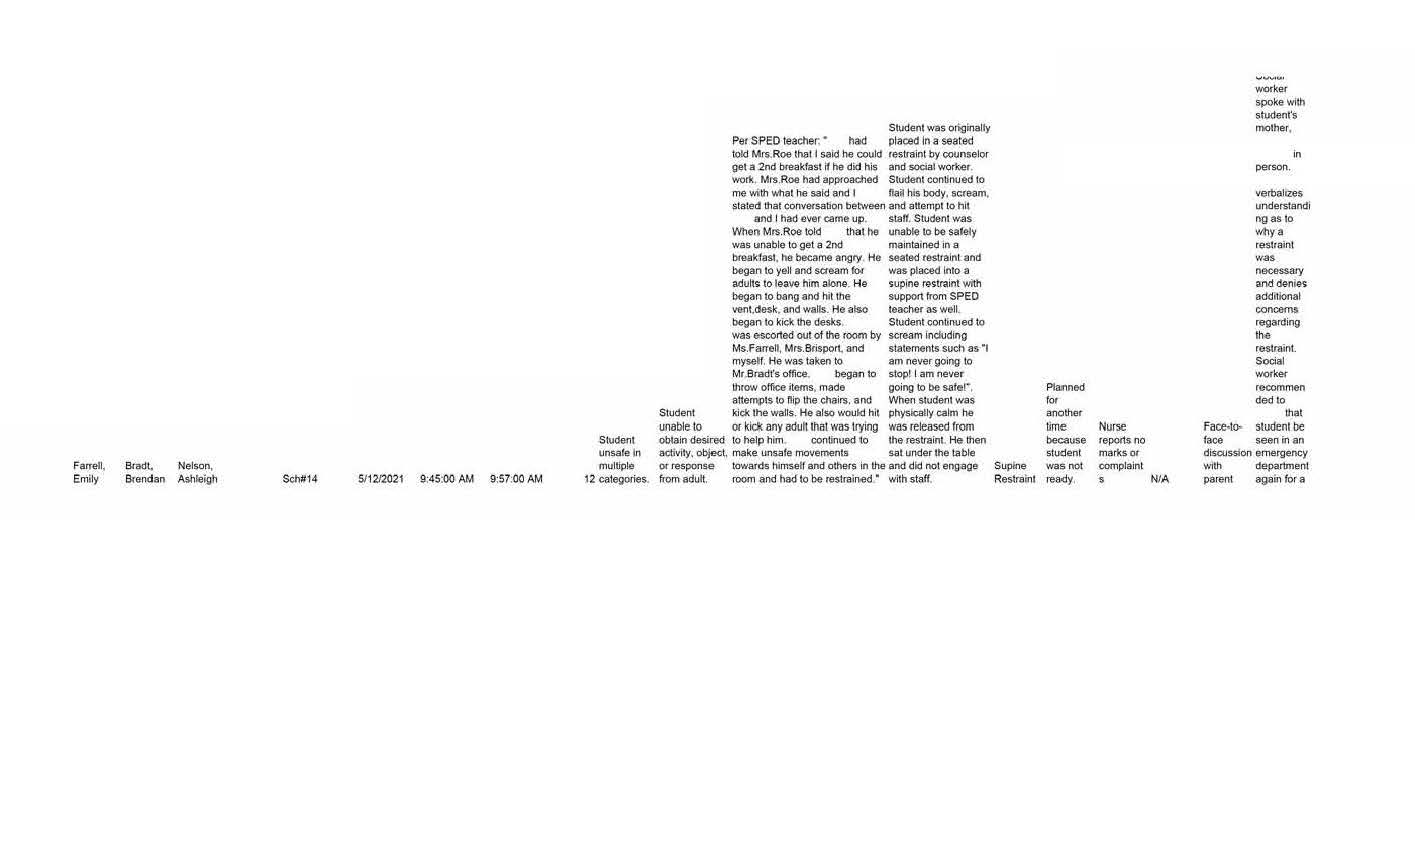 Farrell,
Emily
Bradt,
Brendan
Nelson,
Ashleigh
Sch#14
5/12/2021
9:45:00 AM
9:57:00 AM
12
Student
unsafe in
multiple
categories.
Student
unable to
obtain desired
activity, object,
or response
from adult.
Per SPED teacher: " had
told Mrs.Roe that I said he could
get a 2nd breakfast if he did his
work. Mrs.Roe had approached
me with what he said and I
stated that conversation between
and I had ever came up.
When Mrs.Roe told that he
was unable to get a 2nd
breakfast, he became angry. He
began to yell and scream for
adults to leave him alone. He
began to bang and hit the
vent,desk, and walls. He also
began to kick the desks.
was escorted out of the room by
Ms.Farrell, Mrs.Brisport, and
myself. He was taken to
Mr.Bradt's office. began to
throw office items, made
attempts to flip the chairs, and
kick the walls. He also would hit
or kick any adult that was trying
to help him. continued to
make unsafe movements
towards himself and others in the
room and had to be restrained."
Student was originally
placed in a seated
restraint by counselor
and social worker.
Student continued to
flail his body, scream,
and attempt to hit
staff. Student was
unable to be safely
maintained in a
seated restraint and
was placed into a
supine restraint with
support from SPED
teacher as well.
Student continued to
scream including
statements such as "I
am never going to
stop! I am never
going to be safe!".
When student was
physically calm he
was released from
the restraint. He then
sat under the table
and did not engage
with staff.
Supine
Restraint
Planned
for
another
time
because
student
was not
ready.
Nurse
reports no
marks or
complaint
s
N/A
Face-to-
face
discussion
with
parent
Social
worker
spoke with
student's
mother,
in
person.
verbalizes
understandi
ng as to
why a
restraint
was
necessary
and denies
additional
concerns
regarding
the
restraint.
Social
worker
recommen
ded to
that
student be
seen in an
emergency
department
again for a